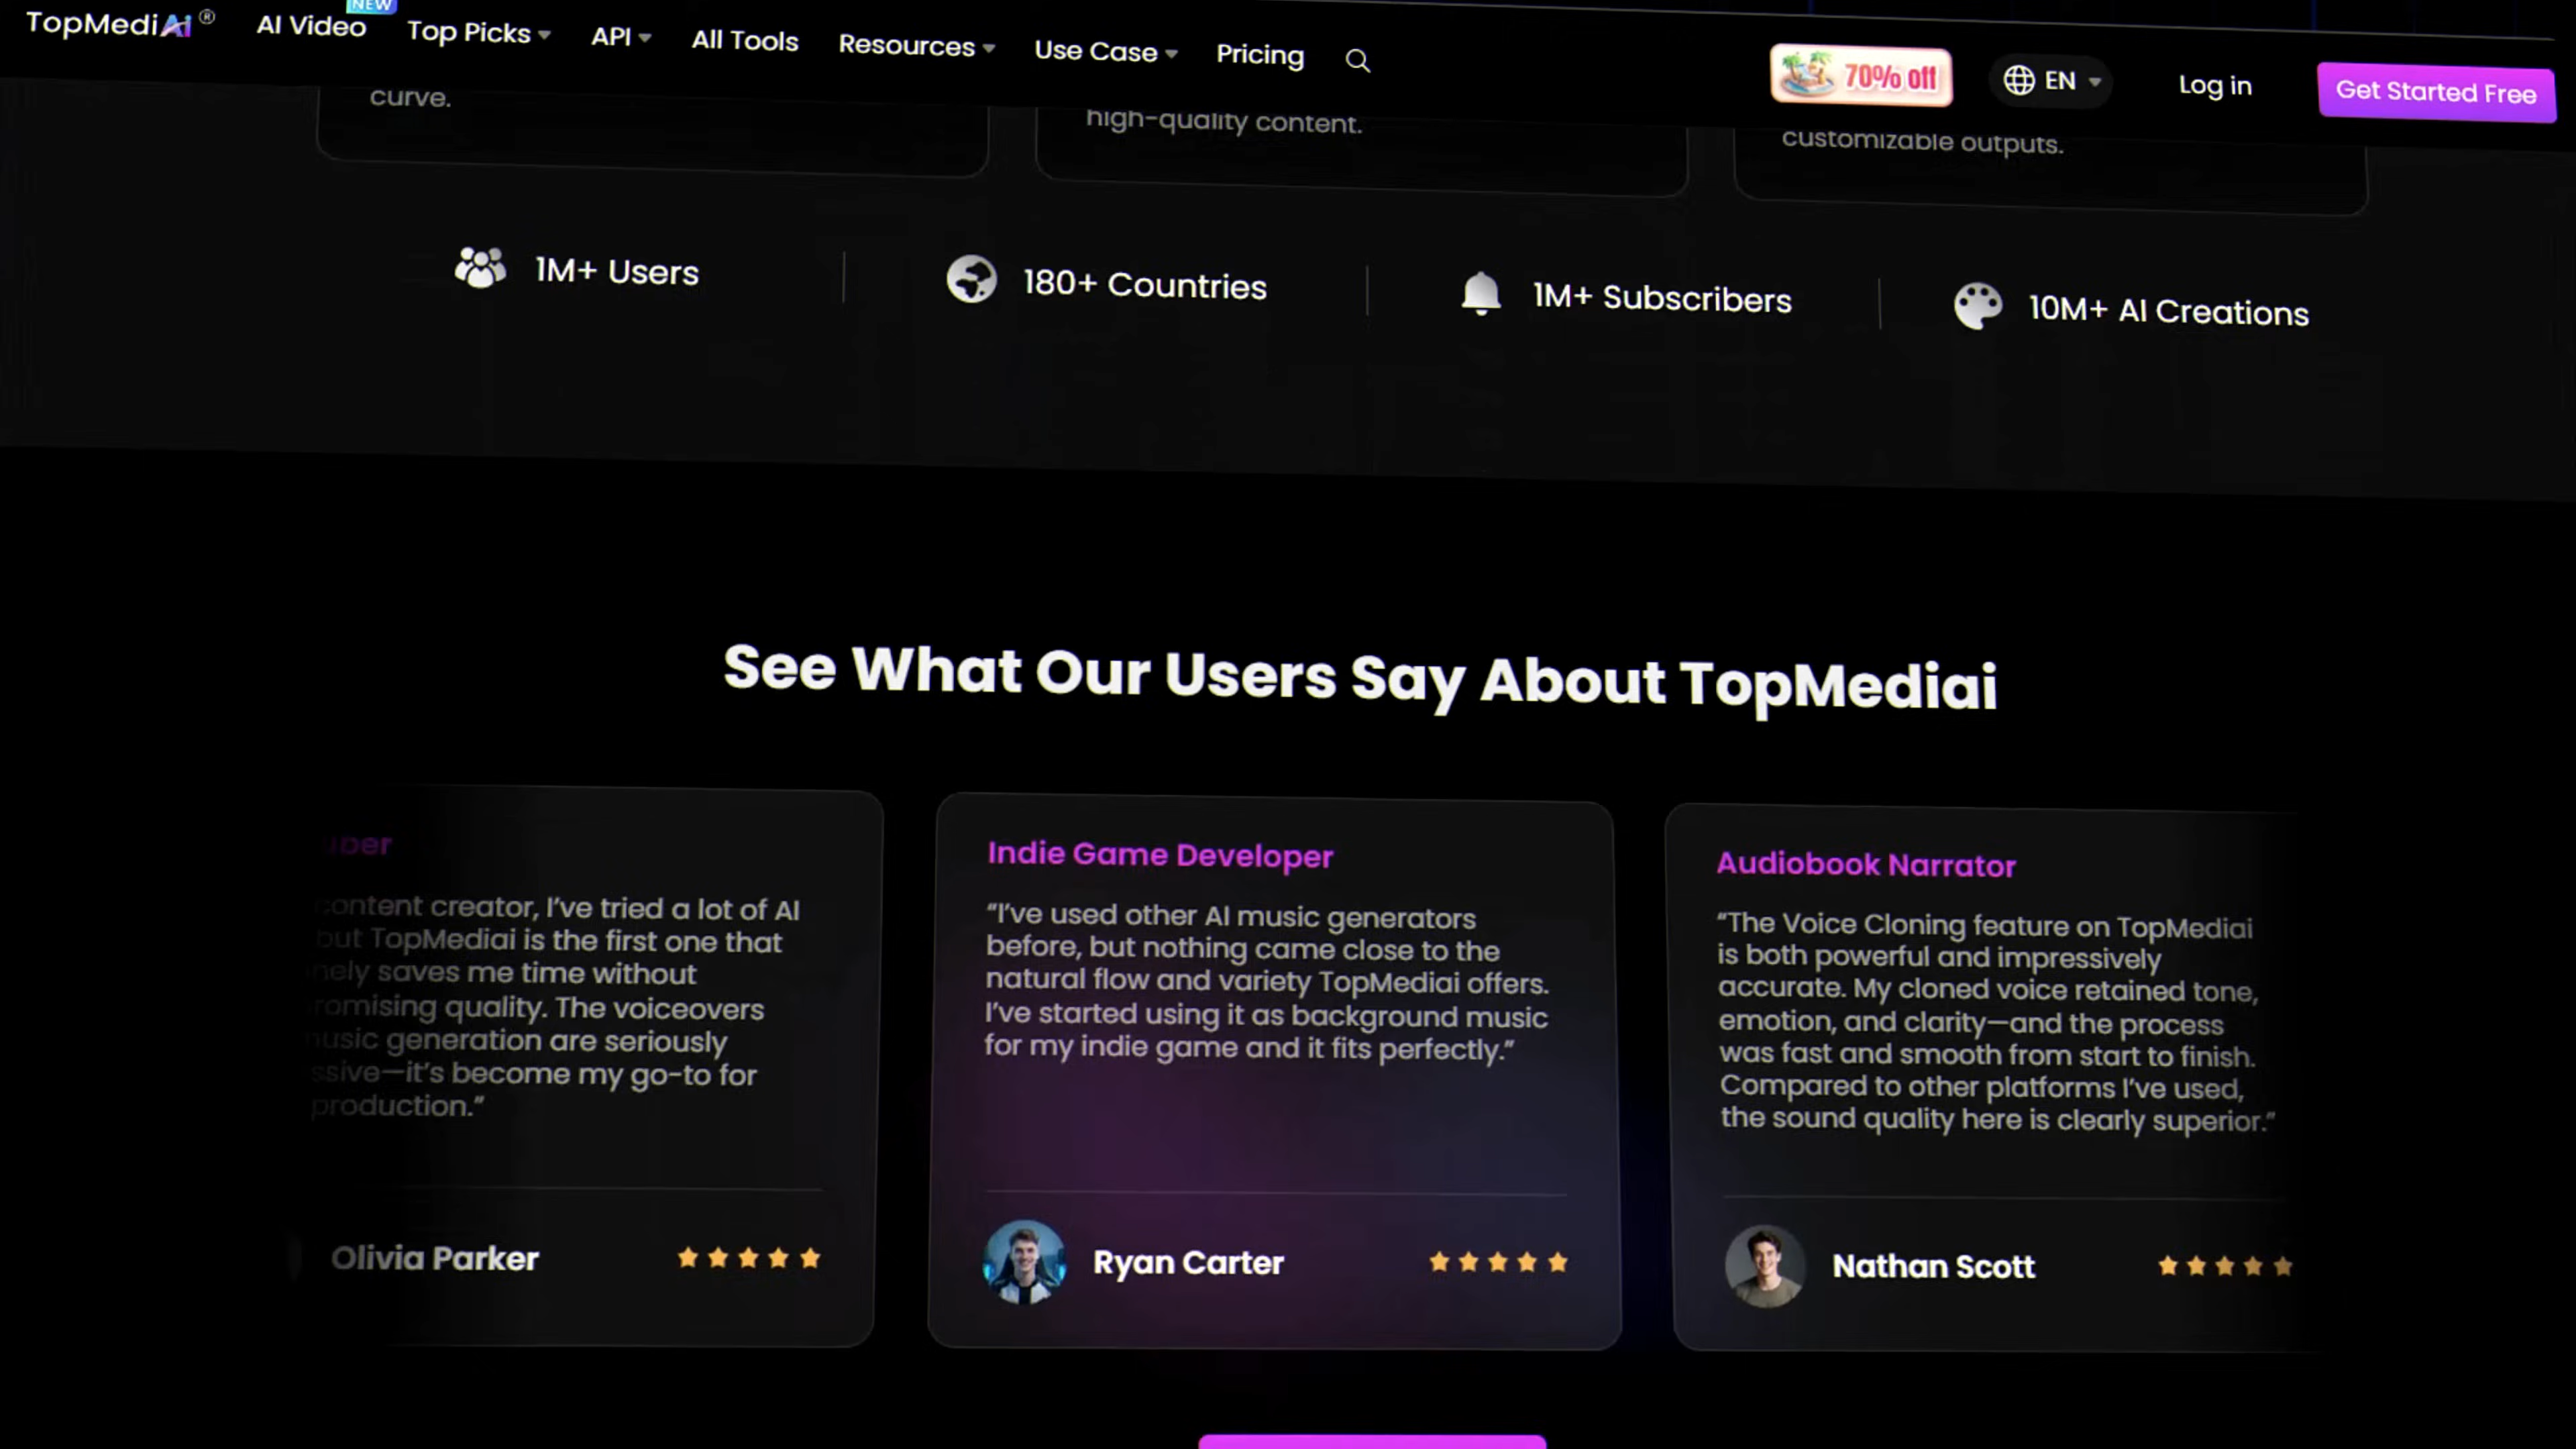 TopMediAi ®
AI Video
NEW
Top Picks
API
All Tools
Resources
Use Case
Pricing
70% off
EN
Log in
Get Started Free
curve.
high-quality content.
customizable outputs.
1M+ Users
180+ Countries
1M+ Subscribers
10M+ AI Creations
See What Our Users Say About TopMediai
content creator, I've tried a lot of AI
but TopMediai is the first one that
saves me time without
quality. The voiceovers
generation are seriously
—it's become my go-to for
production.”
Olivia Parker
Indie Game Developer
“I've used other AI music generators
before, but nothing came close to the
natural flow and variety TopMediai offers.
I've started using it as background music
for my indie game and it fits perfectly.”
Ryan Carter
Audiobook Narrator
“The Voice Cloning feature on TopMediai
is both powerful and impressively
accurate. My cloned voice retained tone,
emotion, and clarity—and the process
was fast and smooth from start to finish.
Compared to other platforms I've used,
the sound quality here is clearly superior.”
Nathan Scott